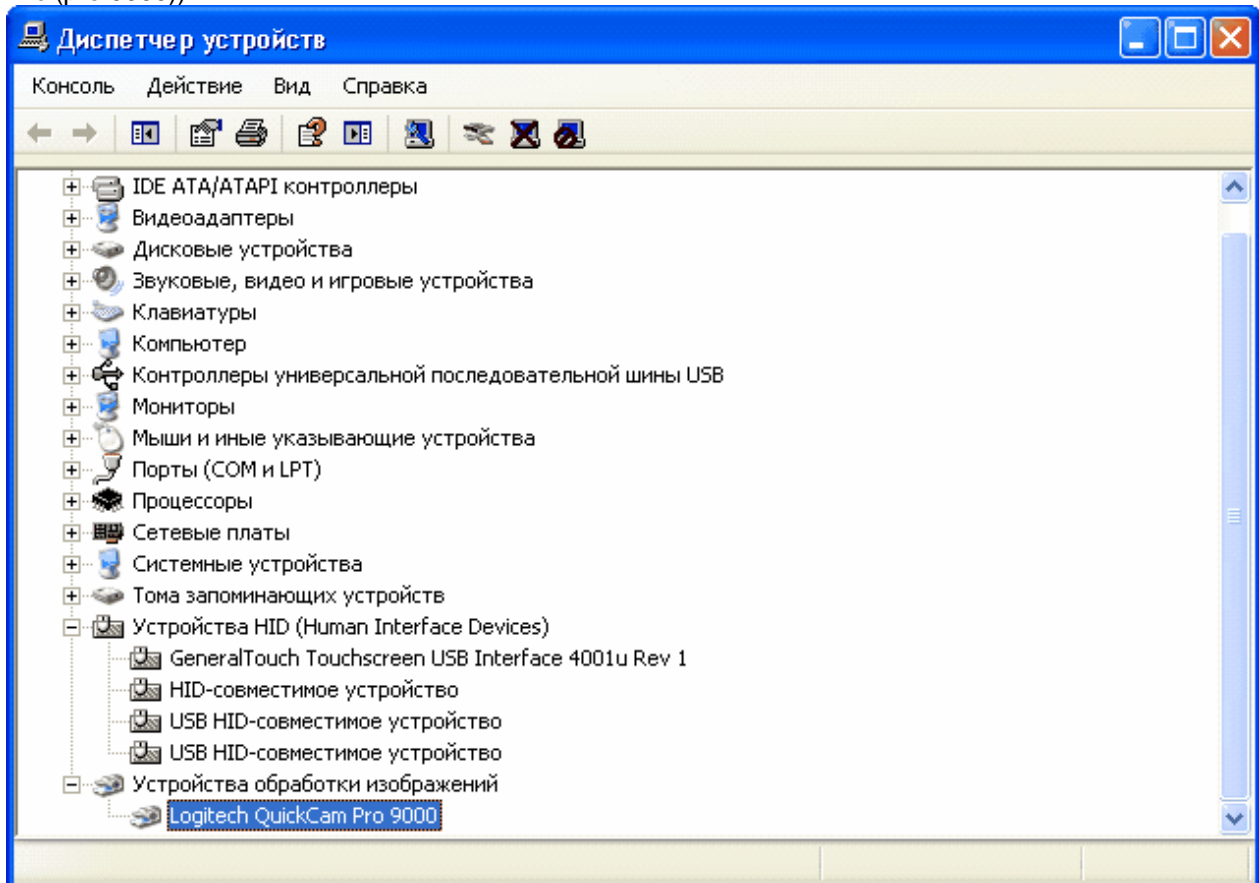 Диспетчер устройств
Консоль Действие Вид Справка
IDE ATA/ATAPI контроллеры
Видеоадаптеры
Дисковые устройства
Звуковые, видео и игровые устройства
Клавиатуры
Компьютер
Контроллеры универсальной последовательной шины USB
Мониторы
Мыши и иные указывающие устройства
Порты (COM и LPT)
Процессоры
Сетевые платы
Системные устройства
Тома запоминающих устройств
Устройства HID (Human Interface Devices)
GeneralTouch Touchscreen USB Interface 4001u Rev 1
HID-совместимое устройство
USB HID-совместимое устройство
USB HID-совместимое устройство
Устройства обработки изображений
Logitech QuickCam Pro 9000